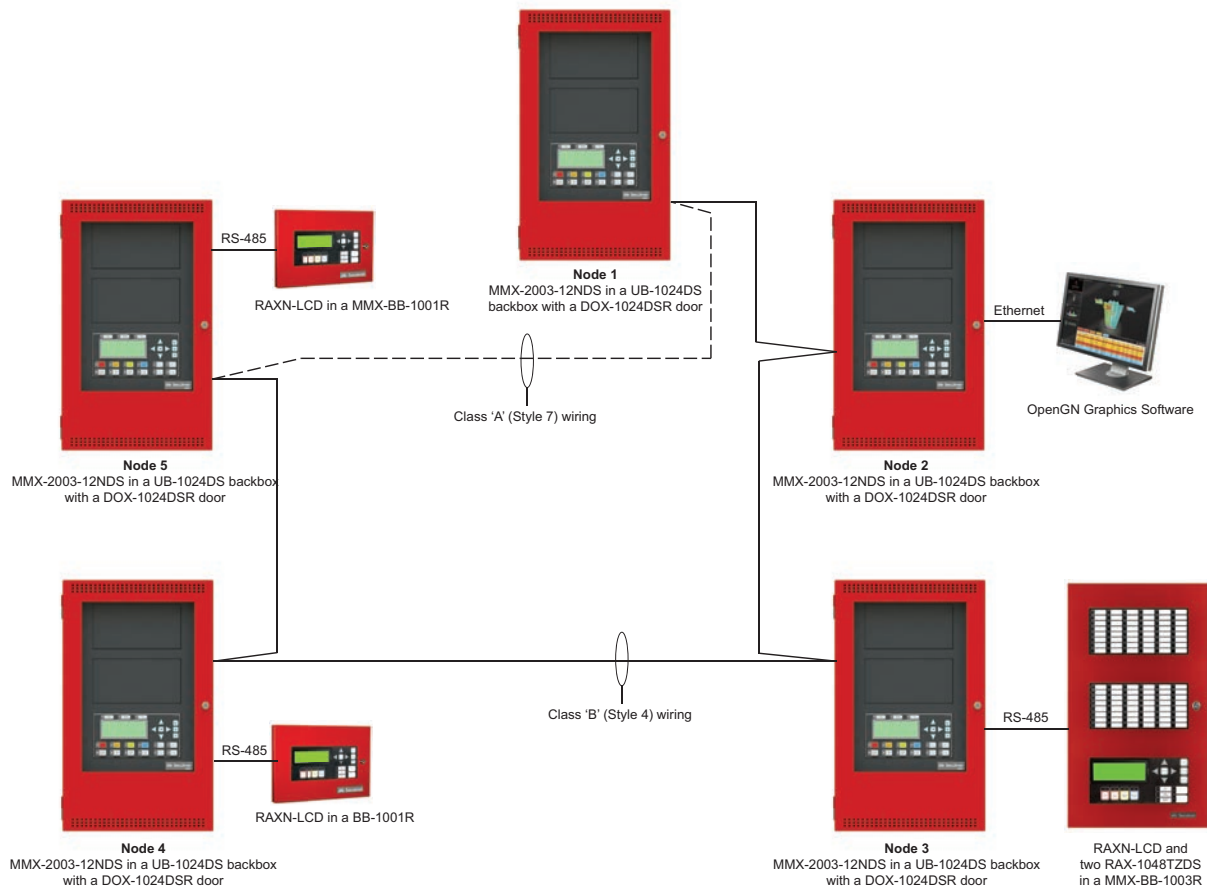 Node 1
MMX-2003-12NDS in a UB-1024DS
backbox with a DOX-1024DSR door
RS-485
RAXN-LCD in a MMX-BB-1001R
Ethernet
OpenGN Graphics Software
Class 'A' (Style 7) wiring
Node 5
MMX-2003-12NDS in a UB-1024DS backbox
with a DOX-1024DSR door
Node 2
MMX-2003-12NDS in a UB-1024DS backbox
with a DOX-1024DSR door
Class 'B' (Style 4) wiring
RS-485
RAXN-LCD in a BB-1001R
RS-485
Node 4
MMX-2003-12NDS in a UB-1024DS backbox
with a DOX-1024DSR door
Node 3
MMX-2003-12NDS in a UB-1024DS backbox
with a DOX-1024DSR door
RAXN-LCD and
two RAX-1048TZDS
in a MMX-BB-1003R